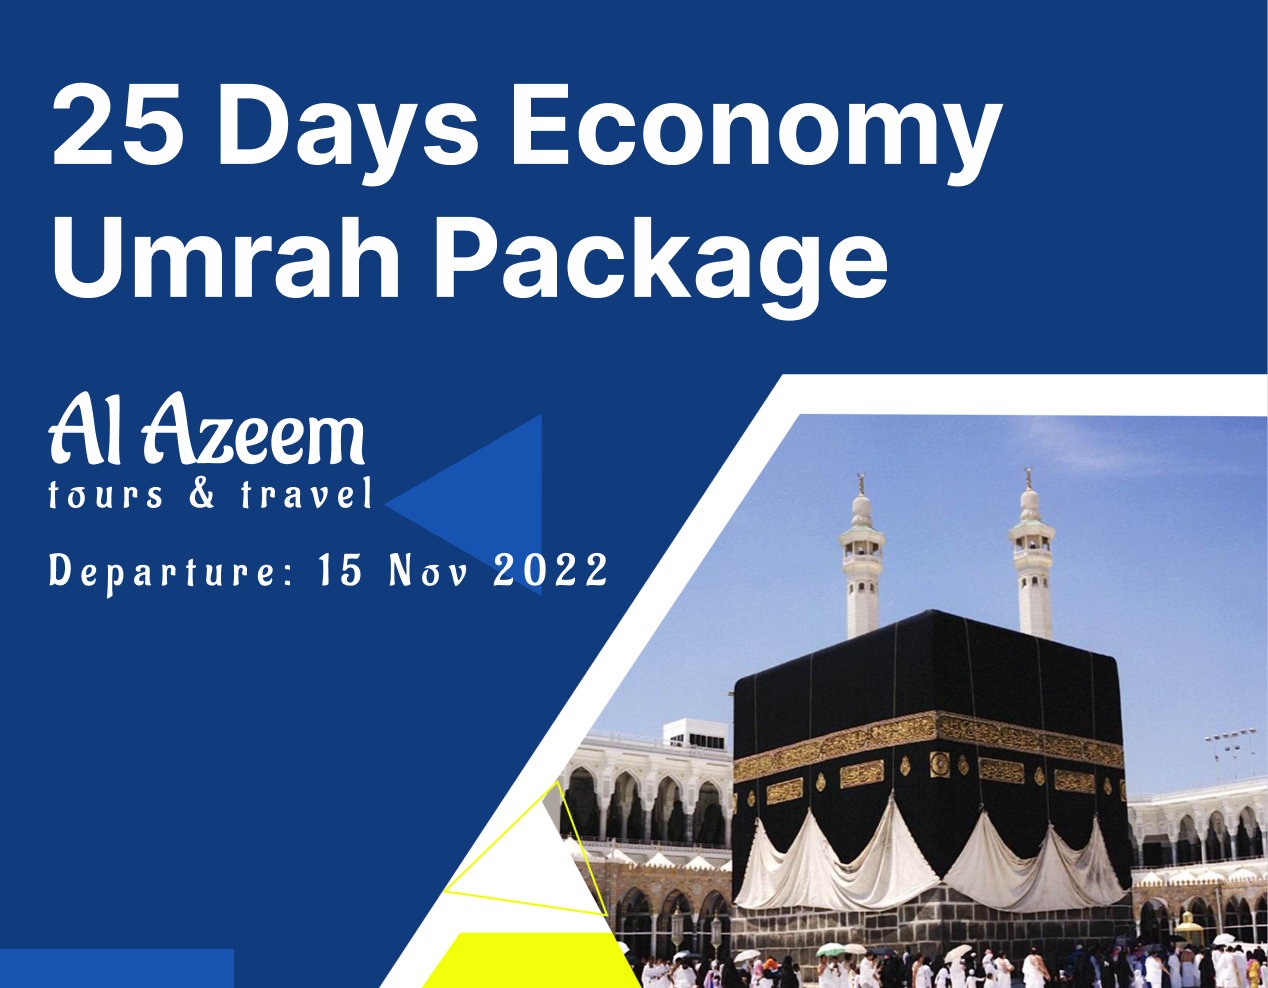 25 Days Economy
Umrah Package
Al Azeem
tours & travel
Departure: 15 Nov 2022